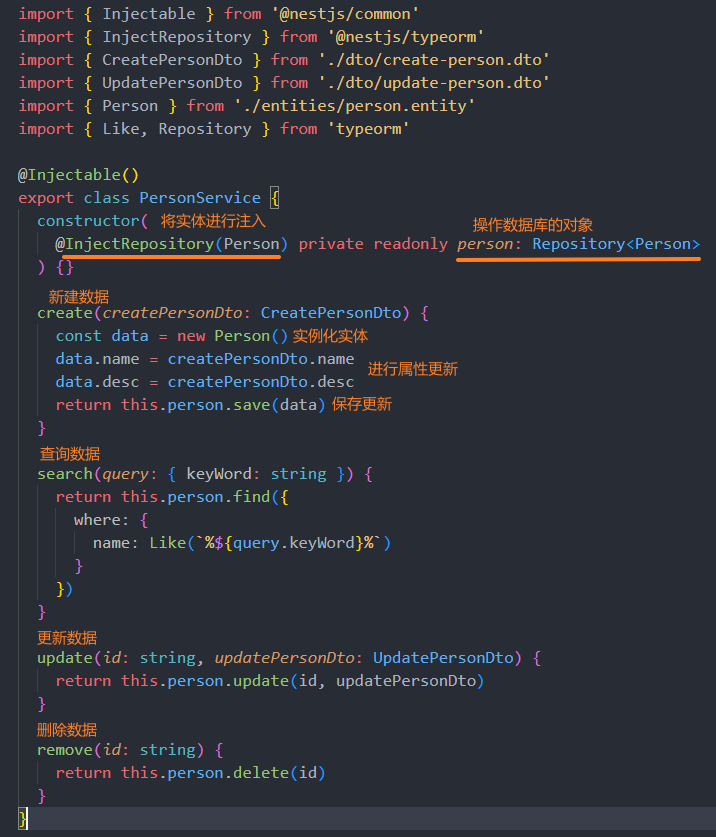 import { Injectable } from '@nestjs/common'
import { InjectRepository } from '@nestjs/typeorm'
import { CreatePersonDto } from './dto/create-person.dto'
import { UpdatePersonDto } from './dto/update-person.dto'
import { Person } from './entities/person.entity'
import { Like, Repository } from 'typeorm'
@Injectable()
export class PersonService {
constructor( 将实体进行注入
操作数据库的对象
@InjectRepository(Person) private readonly person: Repository<Person>
) {}
新建数据
create(createPersonDto: CreatePersonDto) {
const data = new Person() 实例化实体
data.name = createPersonDto.name
进行属性更新
data.desc = createPersonDto.desc
return this.person.save(data) 保存更新
}
查询数据
search(query: { keyWord: string }) {
return this.person.find({
where: {
name: Like(`%${query.keyWord}%`)
}
})
}
更新数据
update(id: string, updatePersonDto: UpdatePersonDto) {
return this.person.update(id, updatePersonDto)
}
删除数据
remove(id: string) {
return this.person.delete(id)
}
}